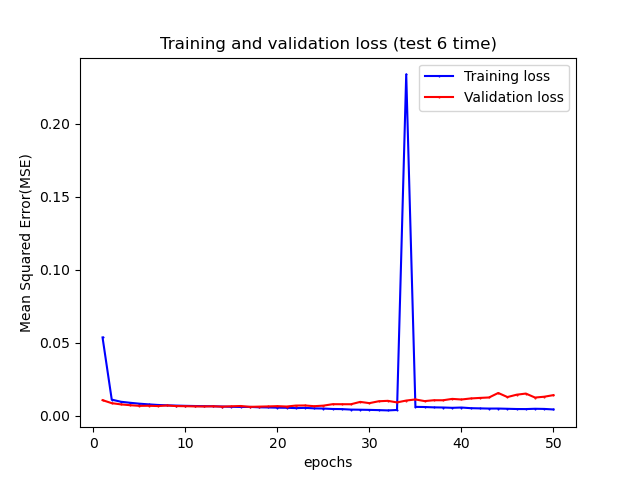 Training and validation loss (test 6 time)
Training loss
Validation loss
Mean Squared Error(MSE)
0.20
0.15
0.10
0.05
0.00
0 10 20 30 40 50
epochs